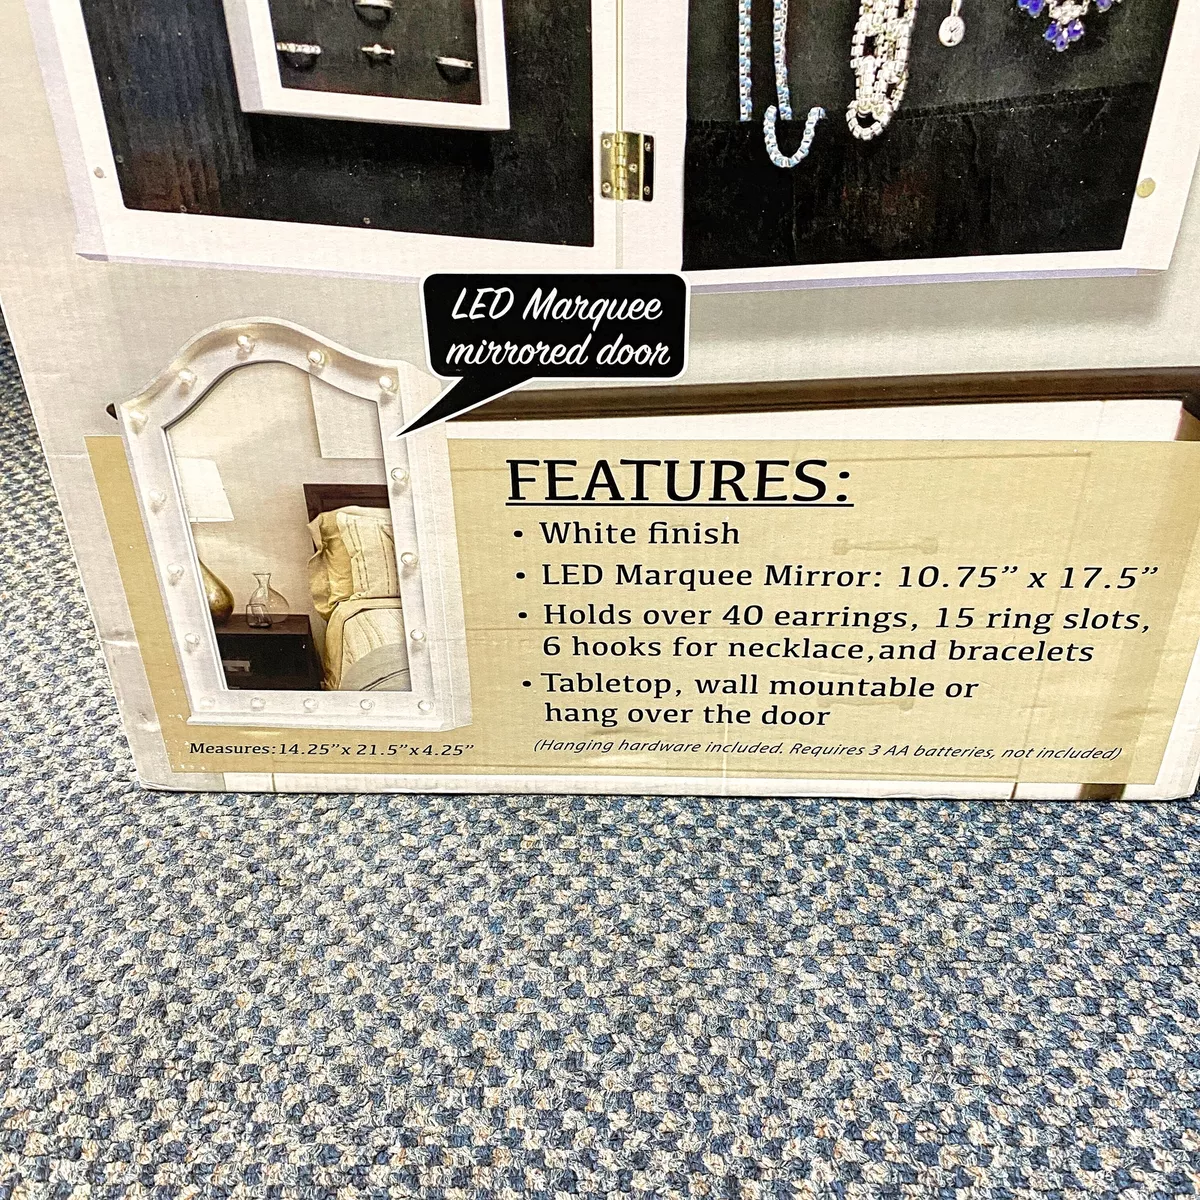 LED Marquee
mirrored door
FEATURES:
• White finish
• LED Marquee Mirror: 10.75” x 17.5”
• Holds over 40 earrings, 15 ring slots,
6 hooks for necklace,and bracelets
• Tabletop, wall mountable or
hang over the door
(Hanging hardware included. Requires 3 AA batteries, not included)
Measures:14.25”x 21.5”x 4.25”